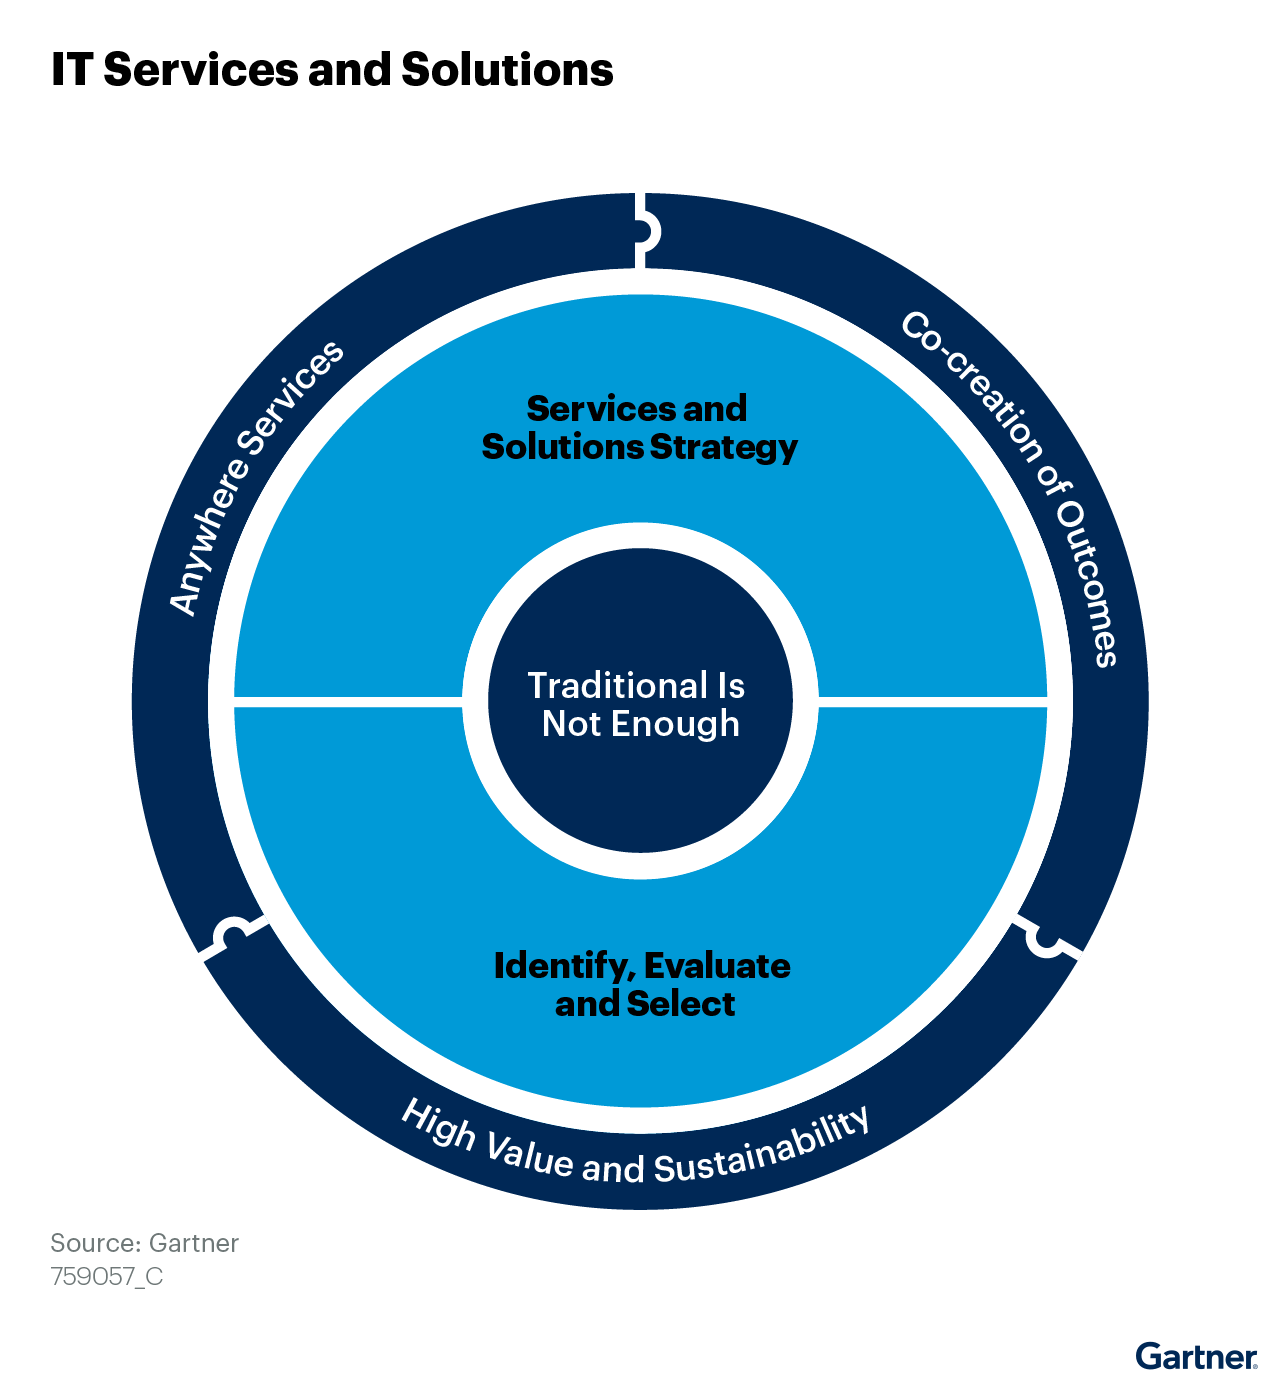 IT Services and Solutions
Anywhere Services
Co-creation of Outcomes
Services and
Solutions Strategy
Traditional Is
Not Enough
Identify, Evaluate
and Select
High Value and Sustainability
Source: Gartner
759057_C
Gartner®